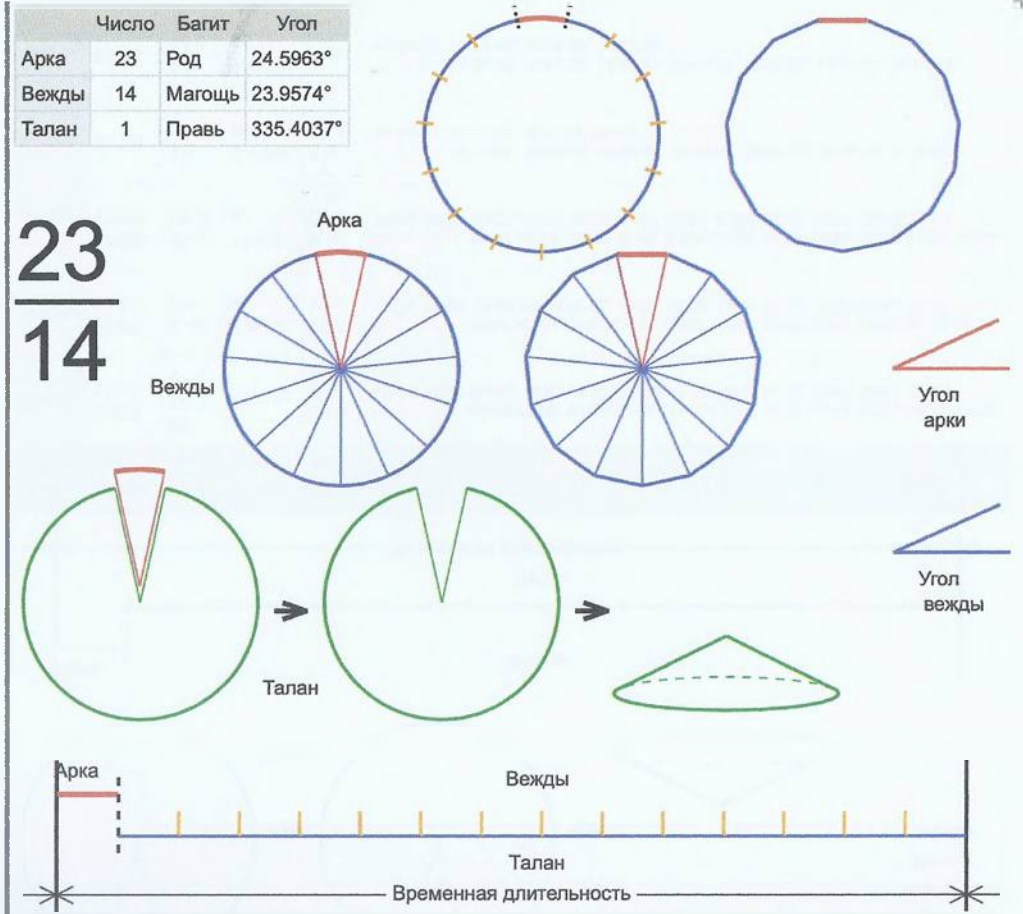 Число Багит Угол
Арка 23 Род 24.5963°
Вежды 14 Магощь 23.9574°
Талан 1 Правь 335.4037°
23
14
Арка
Вежды
Угол
арки
Угол
вежды
Талан
Арка
Вежды
Талан
Временная длительность